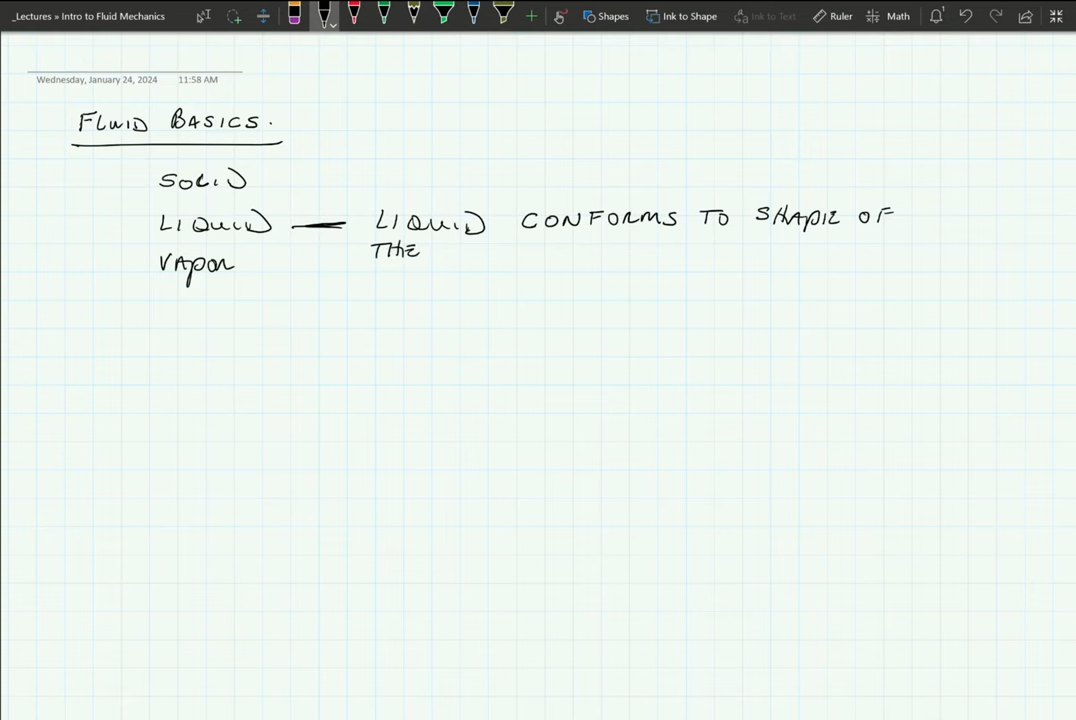 _Lectures » Intro to Fluid Mechanics
Shapes
Ink to Shape
Ink to Text
Ruler
Math
Wednesday, January 24, 2024 11:58 AM
FLUID BASICS.
SOLID
LIQUID — LIQUID CONFORMS TO SHAPE OF
THE
VAPOR